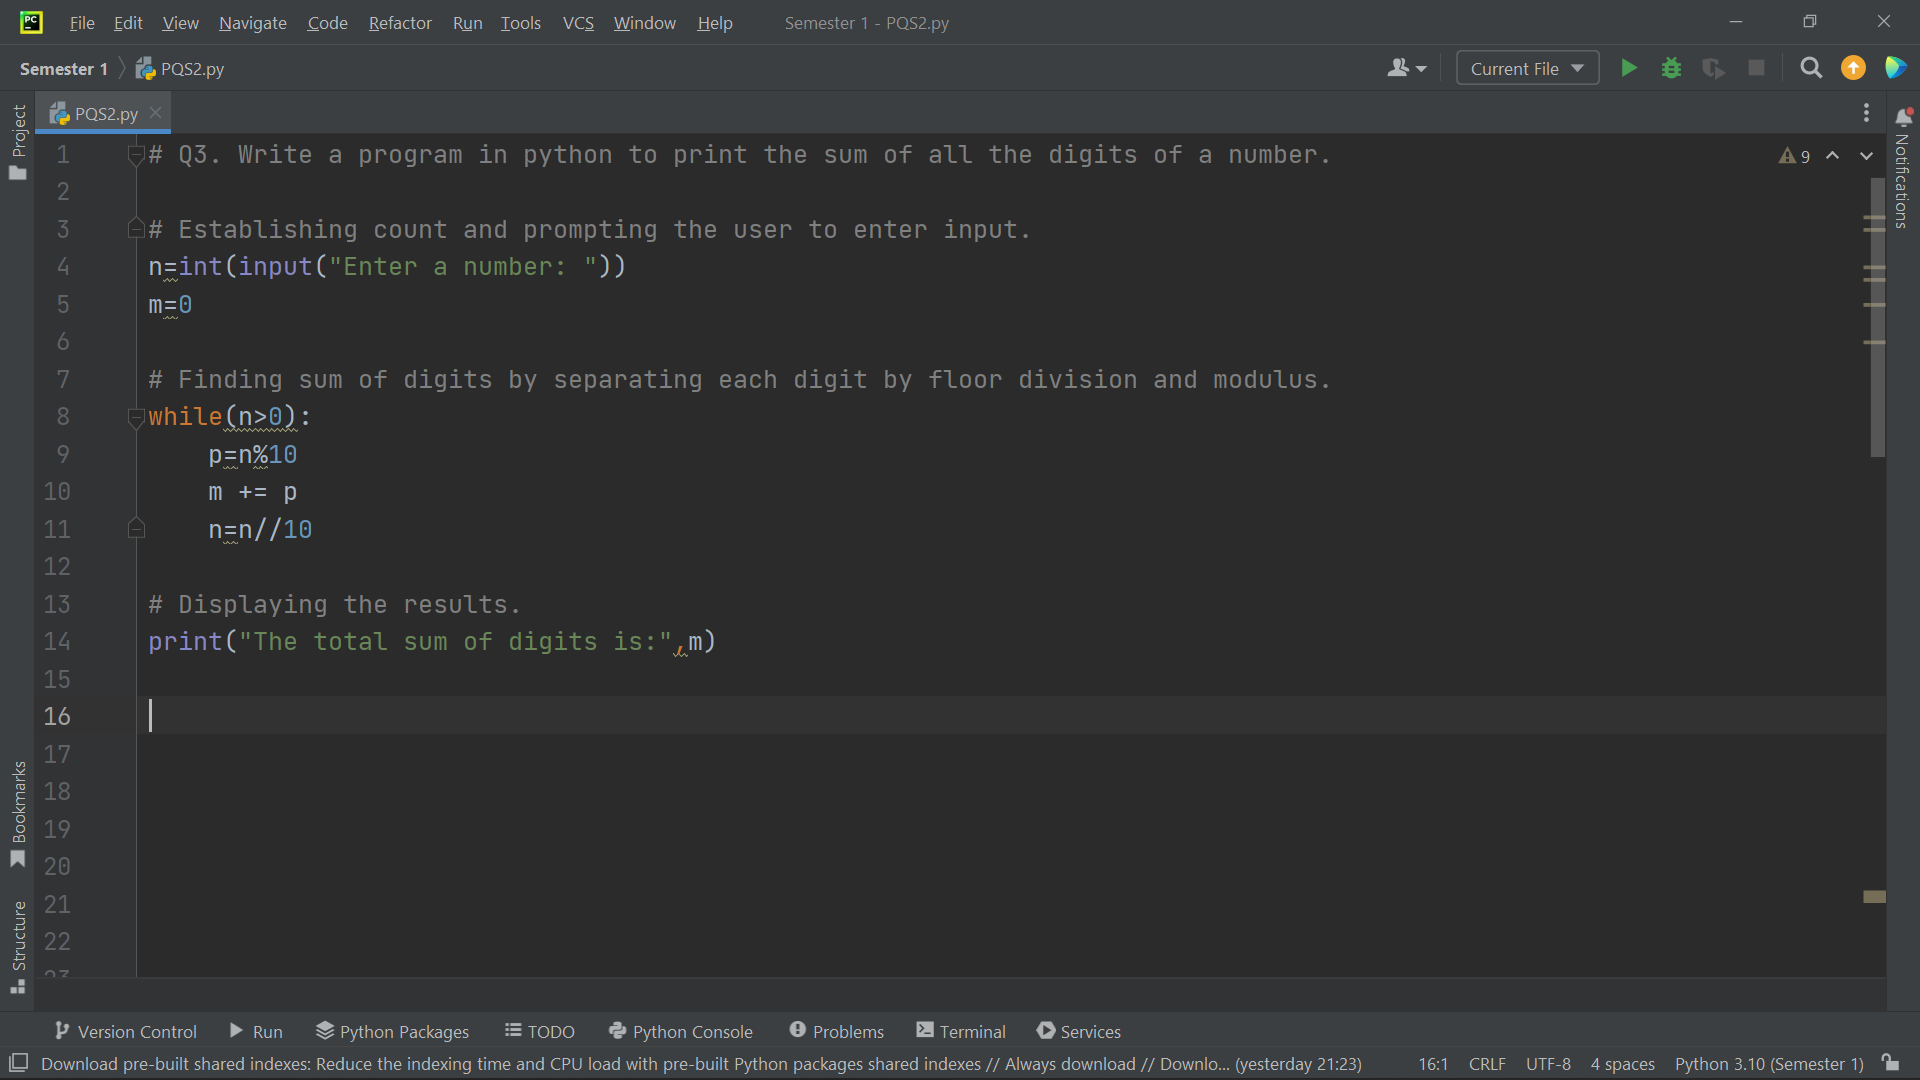 PC File Edit View Navigate Code Refactor Run Tools VCS Window Help Semester 1 - PQS2.py
Semester 1 PQS2.py Current File
Project
PQS2.py
Notifications
1 # Q3. Write a program in python to print the sum of all the digits of a number.
9
2
3 # Establishing count and prompting the user to enter input.
4 n=int(input("Enter a number: "))
5 m=0
6
7 # Finding sum of digits by separating each digit by floor division and modulus.
8 while(n>0):
9     p=n%10
10     m += p
11     n=n//10
12
13 # Displaying the results.
14 print("The total sum of digits is:",m)
15
16
17
18
19
20
21
22
23
Bookmarks
Structure
Version Control Run Python Packages TODO Python Console Problems Terminal Services
Download pre-built shared indexes: Reduce the indexing time and CPU load with pre-built Python packages shared indexes // Always download // Downlo... (yesterday 21:23) 16:1 CRLF UTF-8 4 spaces Python 3.10 (Semester 1)